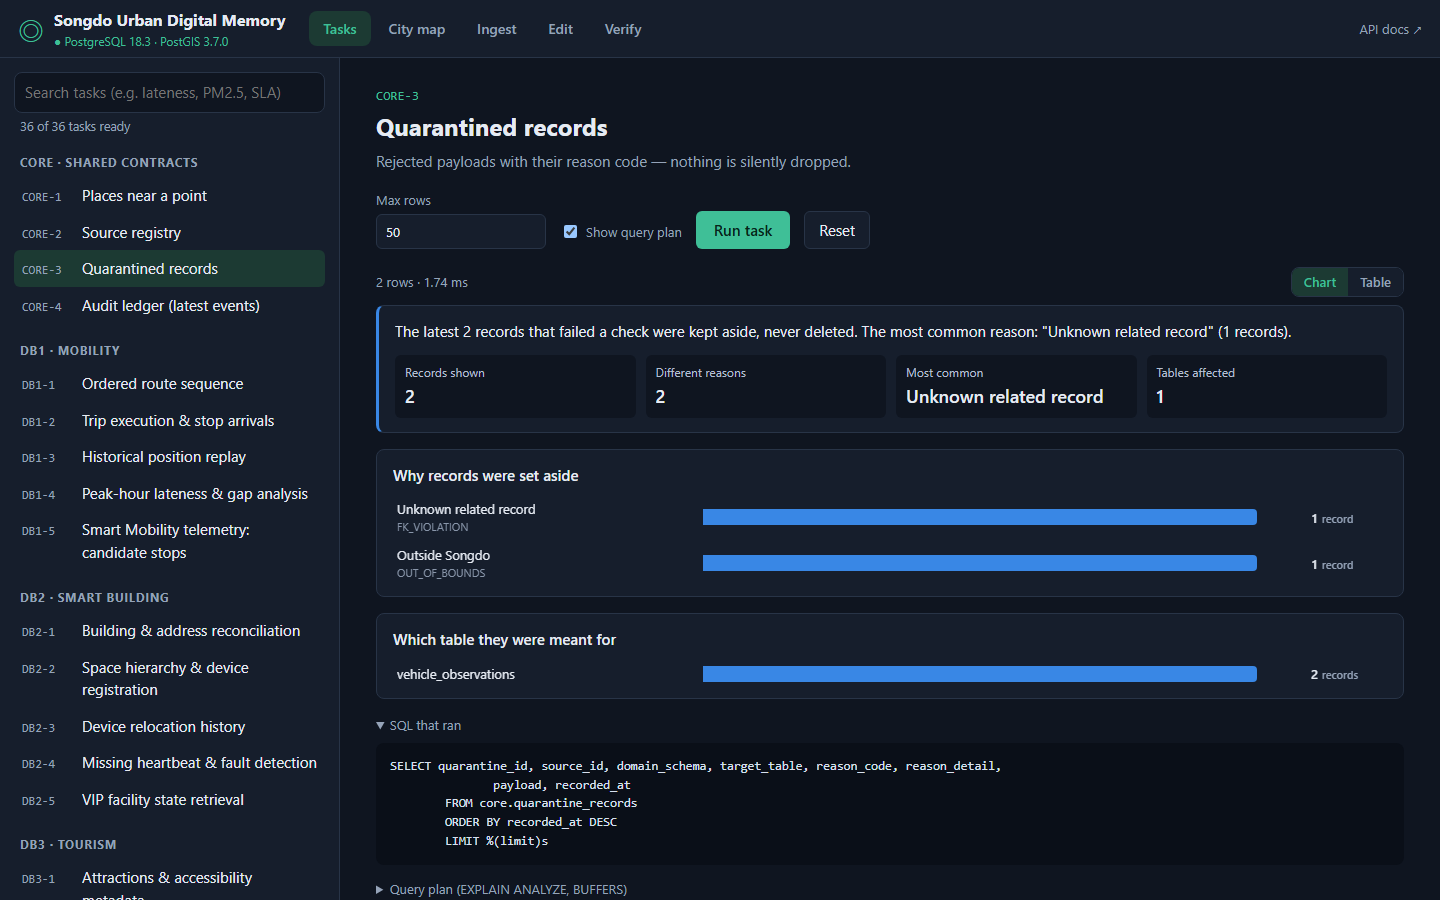 Songdo Urban Digital Memory
● PostgreSQL 18.3 · PostGIS 3.7.0
Tasks
City map
Ingest
Edit
Verify
API docs ↗
Search tasks (e.g. lateness, PM2.5, SLA)
36 of 36 tasks ready
CORE · SHARED CONTRACTS
CORE-1 Places near a point
CORE-2 Source registry
CORE-3 Quarantined records
CORE-4 Audit ledger (latest events)
DB1 · MOBILITY
DB1-1 Ordered route sequence
DB1-2 Trip execution & stop arrivals
DB1-3 Historical position replay
DB1-4 Peak-hour lateness & gap analysis
DB1-5 Smart Mobility telemetry:
candidate stops
DB2 · SMART BUILDING
DB2-1 Building & address reconciliation
DB2-2 Space hierarchy & device
registration
DB2-3 Device relocation history
DB2-4 Missing heartbeat & fault detection
DB2-5 VIP facility state retrieval
DB3 · TOURISM
DB3-1 Attractions & accessibility
metadata
CORE-3
Quarantined records
Rejected payloads with their reason code — nothing is silently dropped.
Max rows
50
Show query plan
Run task
Reset
2 rows · 1.74 ms
Chart
Table
The latest 2 records that failed a check were kept aside, never deleted. The most common reason: "Unknown related record" (1 records).
Records shown
2
Different reasons
2
Most common
Unknown related record
Tables affected
1
Why records were set aside
Unknown related record
FK_VIOLATION
1 record
Outside Songdo
OUT_OF_BOUNDS
1 record
Which table they were meant for
vehicle_observations
2 records
▼ SQL that ran
SELECT quarantine_id, source_id, domain_schema, target_table, reason_code, reason_detail,
payload, recorded_at
FROM core.quarantine_records
ORDER BY recorded_at DESC
LIMIT %(limit)s
▶ Query plan (EXPLAIN ANALYZE, BUFFERS)